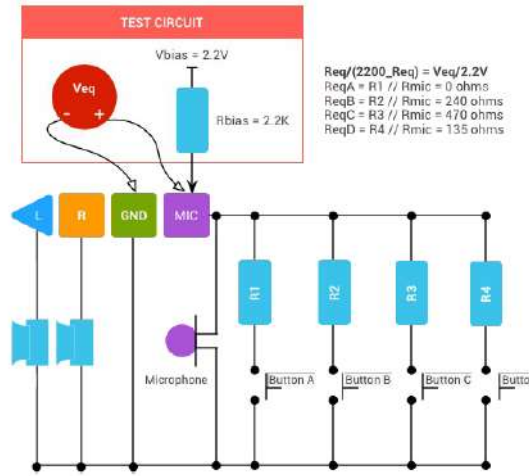 TEST CIRCUIT
Vbias = 2.2V
Veq
- +
Rbias = 2.2K
Req/(2200_Req) = Veq/2.2V
ReqA = R1 // Rmic = 0 ohms
ReqB = R2 // Rmic = 240 ohms
ReqC = R3 // Rmic = 470 ohms
ReqD = R4 // Rmic = 135 ohms
L R GND MIC
R1 R2 R3 R4
Microphone
Button A Button B Button C Button